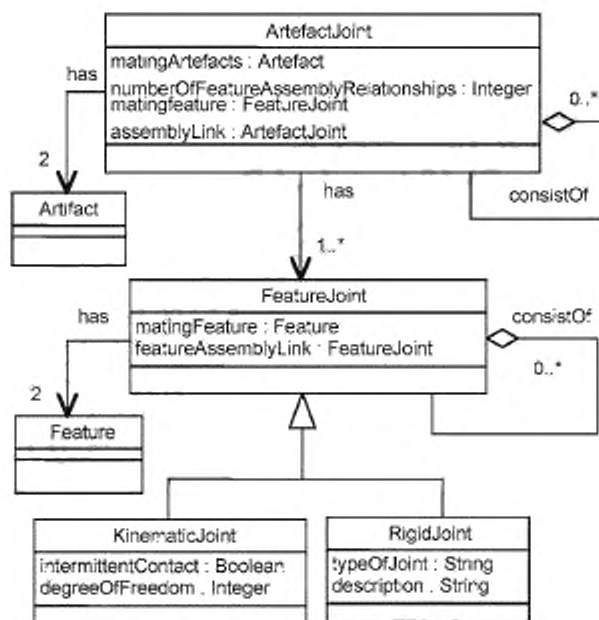 ArtefactJoint
matingArtefacts : Artefact
numberOfFeatureAssemblyRelationships : Integer
matingfeature : FeatureJoint
assemblyLink : ArtefactJoint
has
0..*
2
has
consistOf
Artifact
1..*
FeatureJoint
has
matingFeature : Feature
featureAssemblyLink : FeatureJoint
consistOf
0..*
2
Feature
KinematicJoint
intermittentContact : Boolean
degreeOfFreedom . Integer
RigidJoint
typeOfJoint : String
description . String